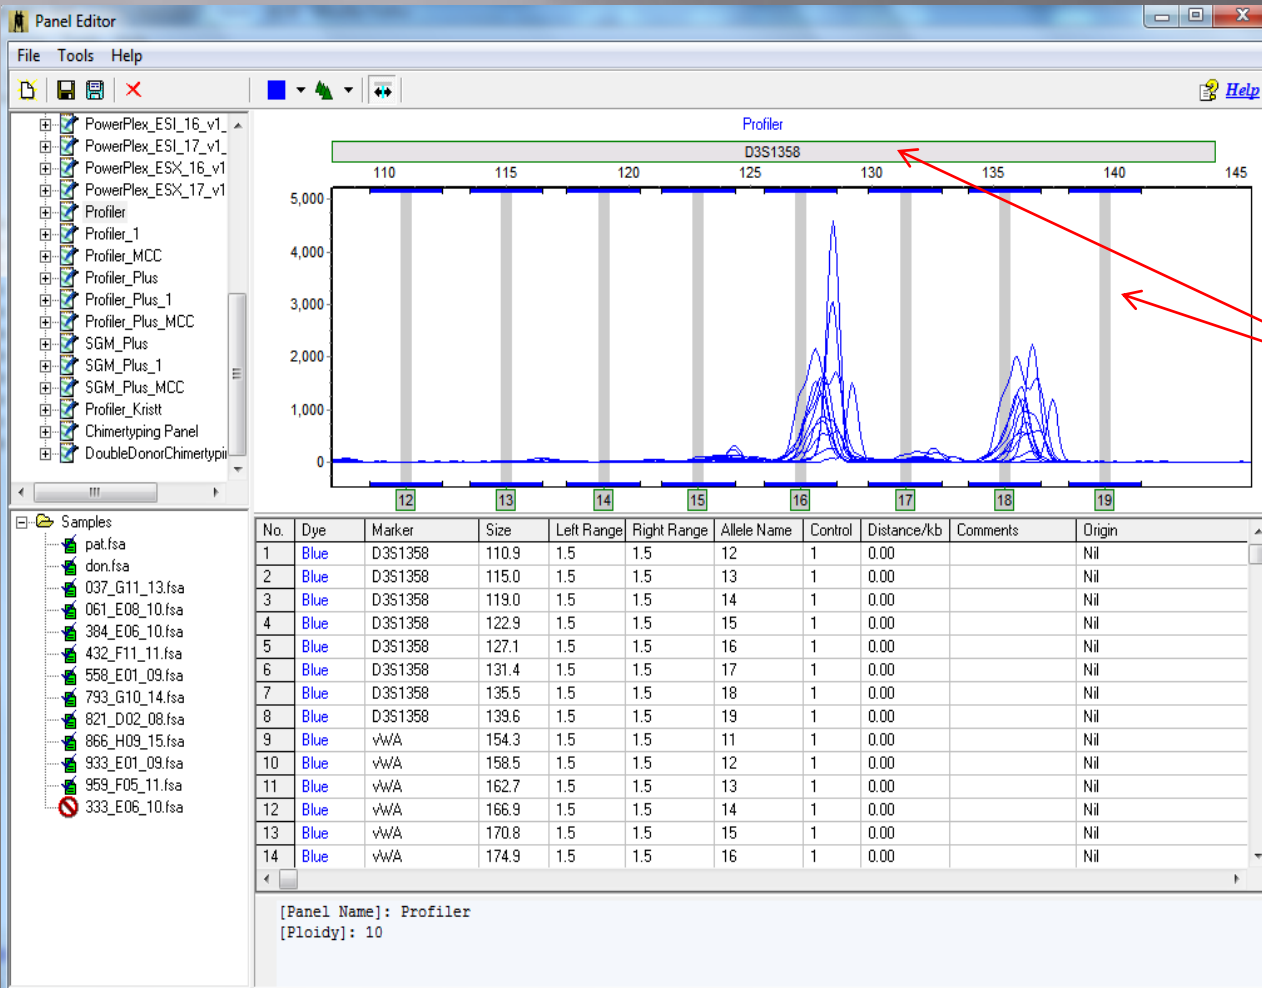 Panel Editor
File Tools Help
Help
PowerPlex_ESI_16_v1_
PowerPlex_ESI_17_v1_
PowerPlex_ESX_16_v1
PowerPlex_ESX_17_v1
Profiler
Profiler_1
Profiler_MCC
Profiler_Plus
Profiler_Plus_1
Profiler_Plus_MCC
SGM_Plus
SGM_Plus_1
SGM_Plus_MCC
Profiler_Kristt
Chimertyping Panel
DoubleDonorChimertypin
Samples
pat.fsa
don.fsa
037_G11_13.fsa
061_E08_10.fsa
384_E06_10.fsa
432_F11_11.fsa
558_E01_09.fsa
793_G10_14.fsa
821_D02_08.fsa
866_H09_15.fsa
933_E01_09.fsa
959_F05_11.fsa
333_E06_10.fsa
Profiler
D3S1358
110 115 120 125 130 135 140 145
5,000
4,000
3,000
2,000
1,000
0
12 13 14 15 16 17 18 19
No. Dye Marker Size Left Range Right Range Allele Name Control Distance/kb Comments Origin
1 Blue D3S1358 110.9 1.5 1.5 12 1 0.00 Nil
2 Blue D3S1358 115.0 1.5 1.5 13 1 0.00 Nil
3 Blue D3S1358 119.0 1.5 1.5 14 1 0.00 Nil
4 Blue D3S1358 122.9 1.5 1.5 15 1 0.00 Nil
5 Blue D3S1358 127.1 1.5 1.5 16 1 0.00 Nil
6 Blue D3S1358 131.4 1.5 1.5 17 1 0.00 Nil
7 Blue D3S1358 135.5 1.5 1.5 18 1 0.00 Nil
8 Blue D3S1358 139.6 1.5 1.5 19 1 0.00 Nil
9 Blue vWA 154.3 1.5 1.5 11 1 0.00 Nil
10 Blue vWA 158.5 1.5 1.5 12 1 0.00 Nil
11 Blue vWA 162.7 1.5 1.5 13 1 0.00 Nil
12 Blue vWA 166.9 1.5 1.5 14 1 0.00 Nil
13 Blue vWA 170.8 1.5 1.5 15 1 0.00 Nil
14 Blue vWA 174.9 1.5 1.5 16 1 0.00 Nil
[Panel Name]: Profiler
[Ploidy]: 10